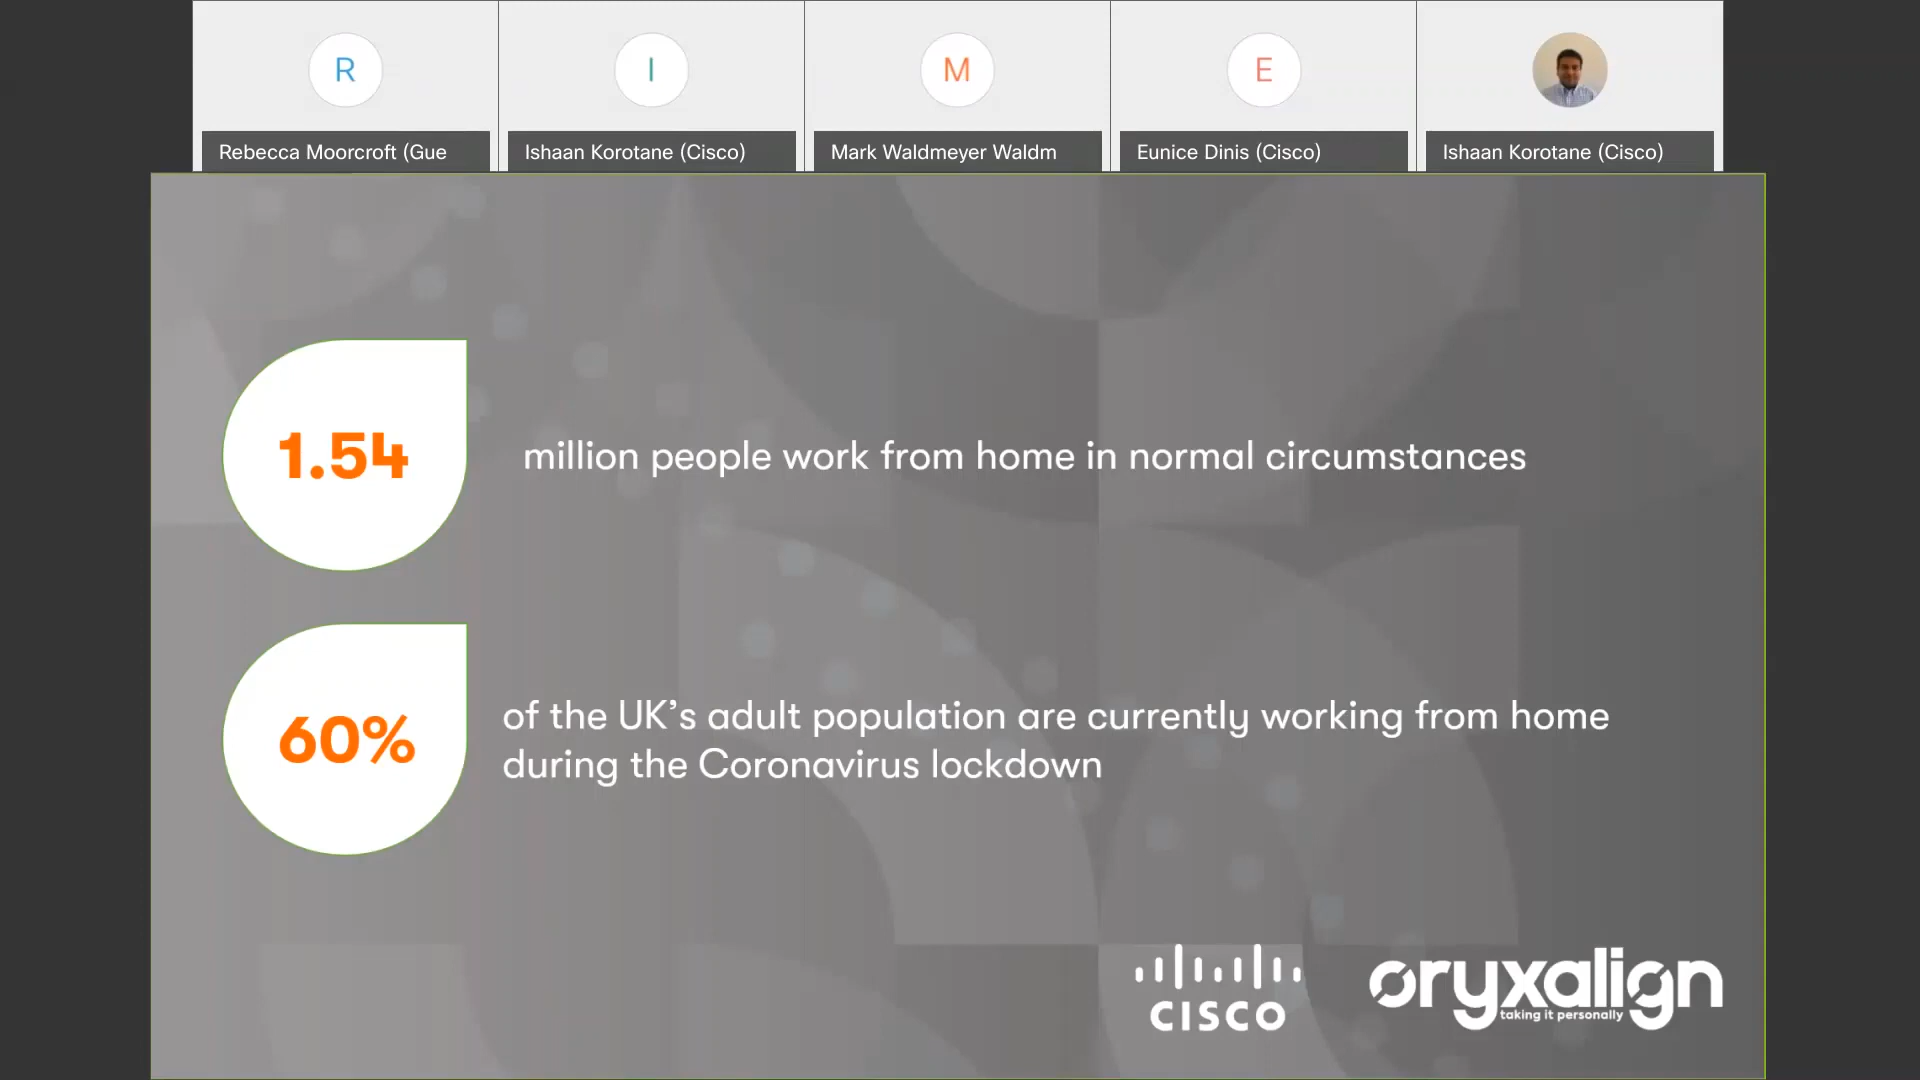 R
I
M
E
Rebecca Moorcroft (Gue
Ishaan Korotane (Cisco)
Mark Waldmeyer Waldm
Eunice Dinis (Cisco)
Ishaan Korotane (Cisco)
1.54
million people work from home in normal circumstances
60%
of the UK’s adult population are currently working from home
during the Coronavirus lockdown
CISCO
oryxalign
taking it personally